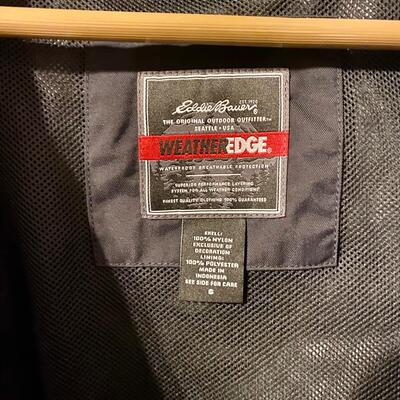 Eddie Bauer®
EST. 1920
THE ORIGINAL OUTDOOR OUTFITTER™
SEATTLE • USA
WEATHEREDGE®
WATERPROOF BREATHABLE PROTECTION
SUPERIOR PERFORMANCE LAYERING
SYSTEM FOR ALL WEATHER CONDITIONS
FINEST QUALITY CLOTHING 100% GUARANTEED
SHELL:
100% NYLON
EXCLUSIVE OF
DECORATION
LINING:
100% POLYESTER
MADE IN
INDONESIA
SEE SIDE FOR CARE
S